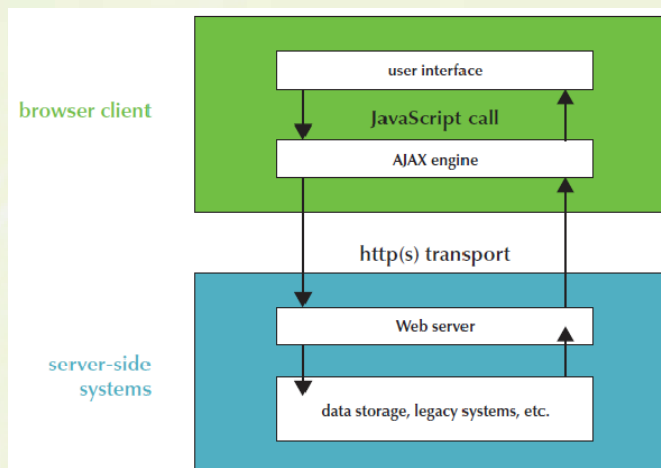 user interface
browser client
JavaScript call
AJAX engine
http(s) transport
Web server
server-side
systems
data storage, legacy systems, etc.